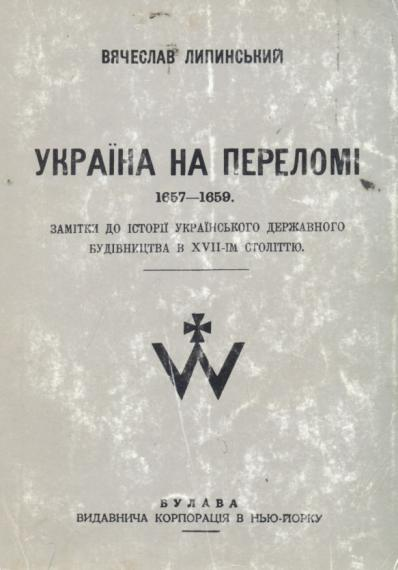 ВЯЧЕСЛАВ ЛИПИНСЬКИЙ
УКРАЇНА НА ПЕРЕЛОМІ
1657—1659.
ЗАМІТКИ ДО ІСТОРІЇ УКРАЇНСЬКОГО ДЕРЖАВНОГО
БУДІВНИЦТВА В XVII-ІМ СТОЛІТТЮ.
W
БУЛАВА
ВИДАВНИЧА КОРПОРАЦІЯ В НЬЮ-ЙОРКУ